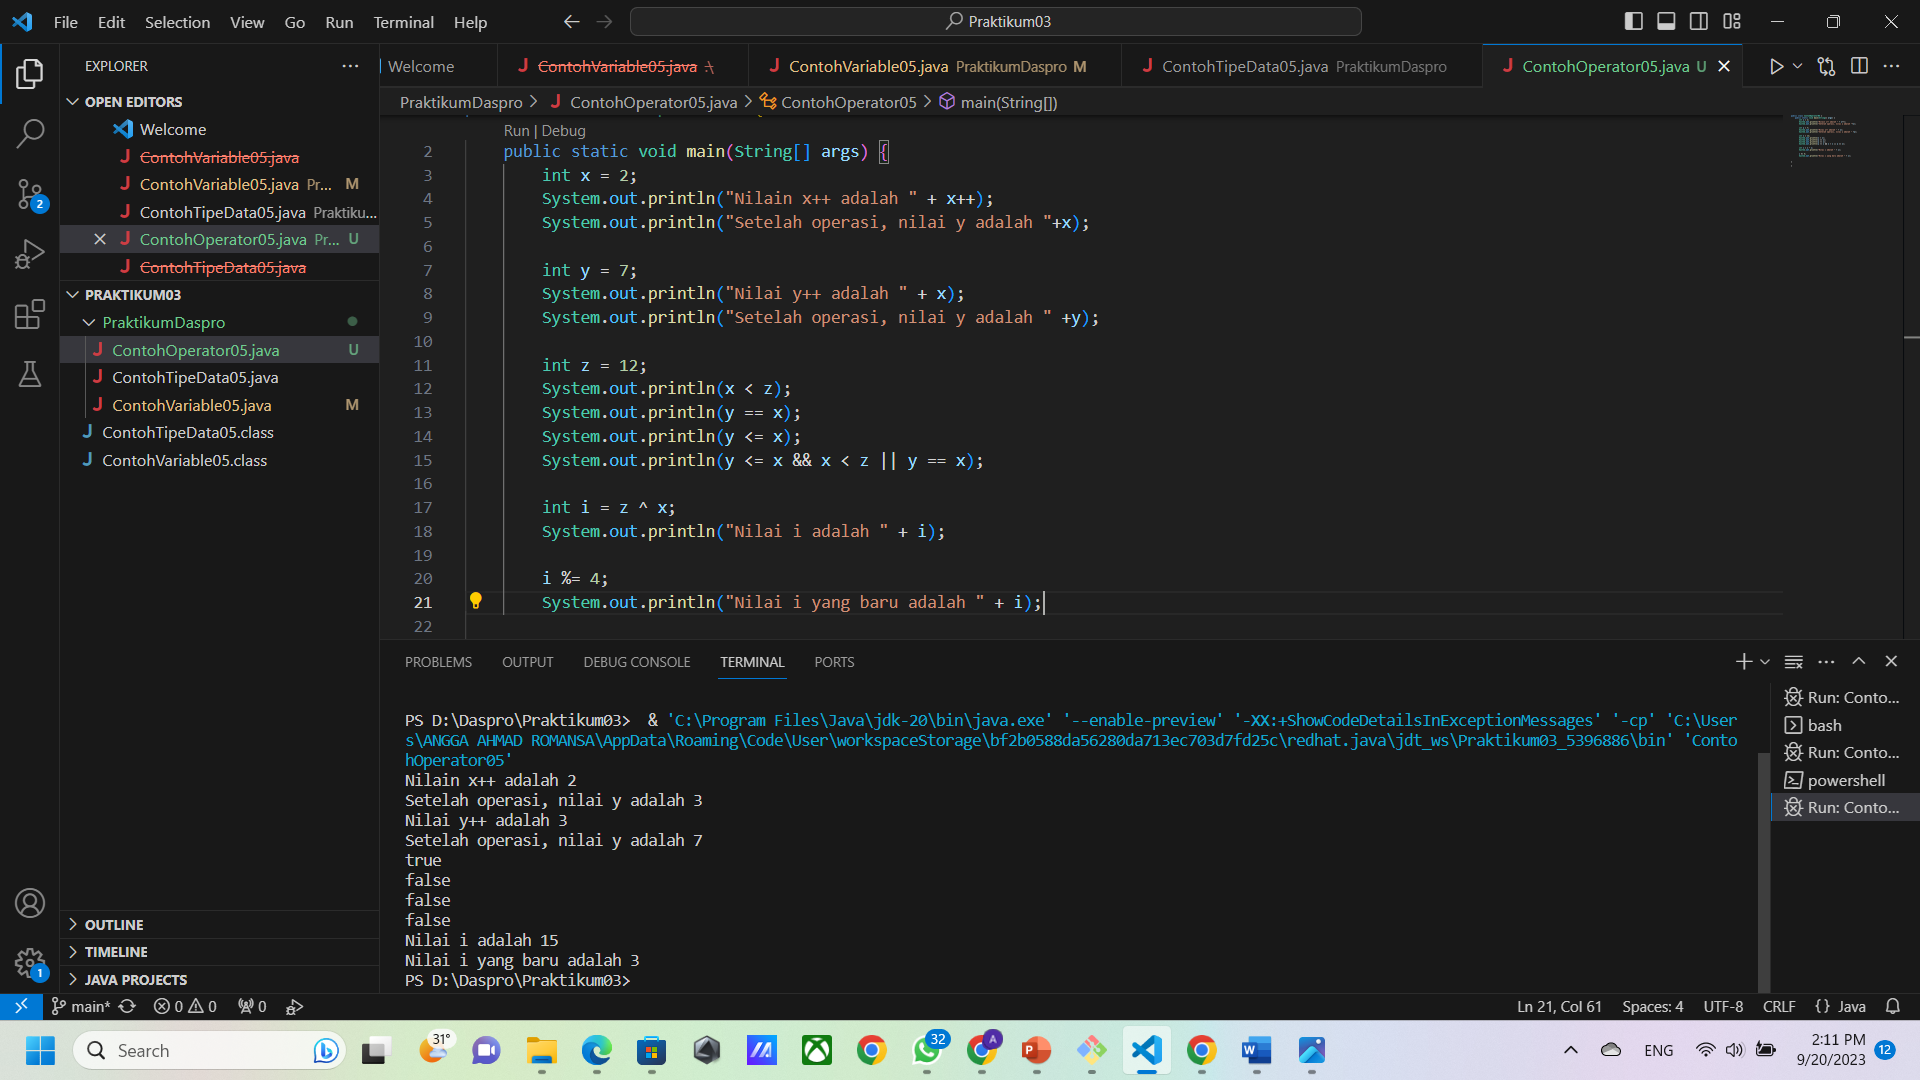 File Edit Selection View Go Run Terminal Help
Praktikum03
EXPLORER
OPEN EDITORS
Welcome
ContohVariable05.java
ContohVariable05.java Pr... M
ContohTipeData05.java Praktiku...
ContohOperator05.java Pr... U
ContohTipeData05.java
PRAKTIKUM03
PraktikumDaspro
ContohOperator05.java U
ContohTipeData05.java
ContohVariable05.java M
ContohTipeData05.class
ContohVariable05.class
OUTLINE
TIMELINE
JAVA PROJECTS
2
1
Welcome
ContohVariable05.java
ContohVariable05.java PraktikumDaspro M
ContohTipeData05.java PraktikumDaspro
ContohOperator05.java U
PraktikumDaspro > ContohOperator05.java > ContohOperator05 > main(String[])
Run | Debug
2 public static void main(String[] args) {
3 int x = 2;
4 System.out.println("Nilain x++ adalah " + x++);
5 System.out.println("Setelah operasi, nilai y adalah "+x);
6
7 int y = 7;
8 System.out.println("Nilai y++ adalah " + x);
9 System.out.println("Setelah operasi, nilai y adalah " +y);
10
11 int z = 12;
12 System.out.println(x < z);
13 System.out.println(y == x);
14 System.out.println(y <= x);
15 System.out.println(y <= x && x < z || y == x);
16
17 int i = z ^ x;
18 System.out.println("Nilai i adalah " + i);
19
20 i %= 4;
21 System.out.println("Nilai i yang baru adalah " + i);
22
PROBLEMS OUTPUT DEBUG CONSOLE TERMINAL PORTS
PS D:\Daspro\Praktikum03> & 'C:\Program Files\Java\jdk-20\bin\java.exe' '--enable-preview' '-XX:+ShowCodeDetailsInExceptionMessages' '-cp' 'C:\User
s\ANGGA AHMAD ROMANSA\AppData\Roaming\Code\User\workspaceStorage\bf2b0588da56280da713ec703d7fd25c\redhat.java\jdt_ws\Praktikum03_5396886\bin' 'Conto
hOperator05'
Nilain x++ adalah 2
Setelah operasi, nilai y adalah 3
Nilai y++ adalah 3
Setelah operasi, nilai y adalah 7
true
false
false
false
Nilai i adalah 15
Nilai i yang baru adalah 3
PS D:\Daspro\Praktikum03>
Run: Conto...
bash
Run: Conto...
powershell
Run: Conto...
main* 0 0 0
Ln 21, Col 61 Spaces: 4 UTF-8 CRLF {} Java
Search
31°
32
A
ENG
2:11 PM
9/20/2023
12